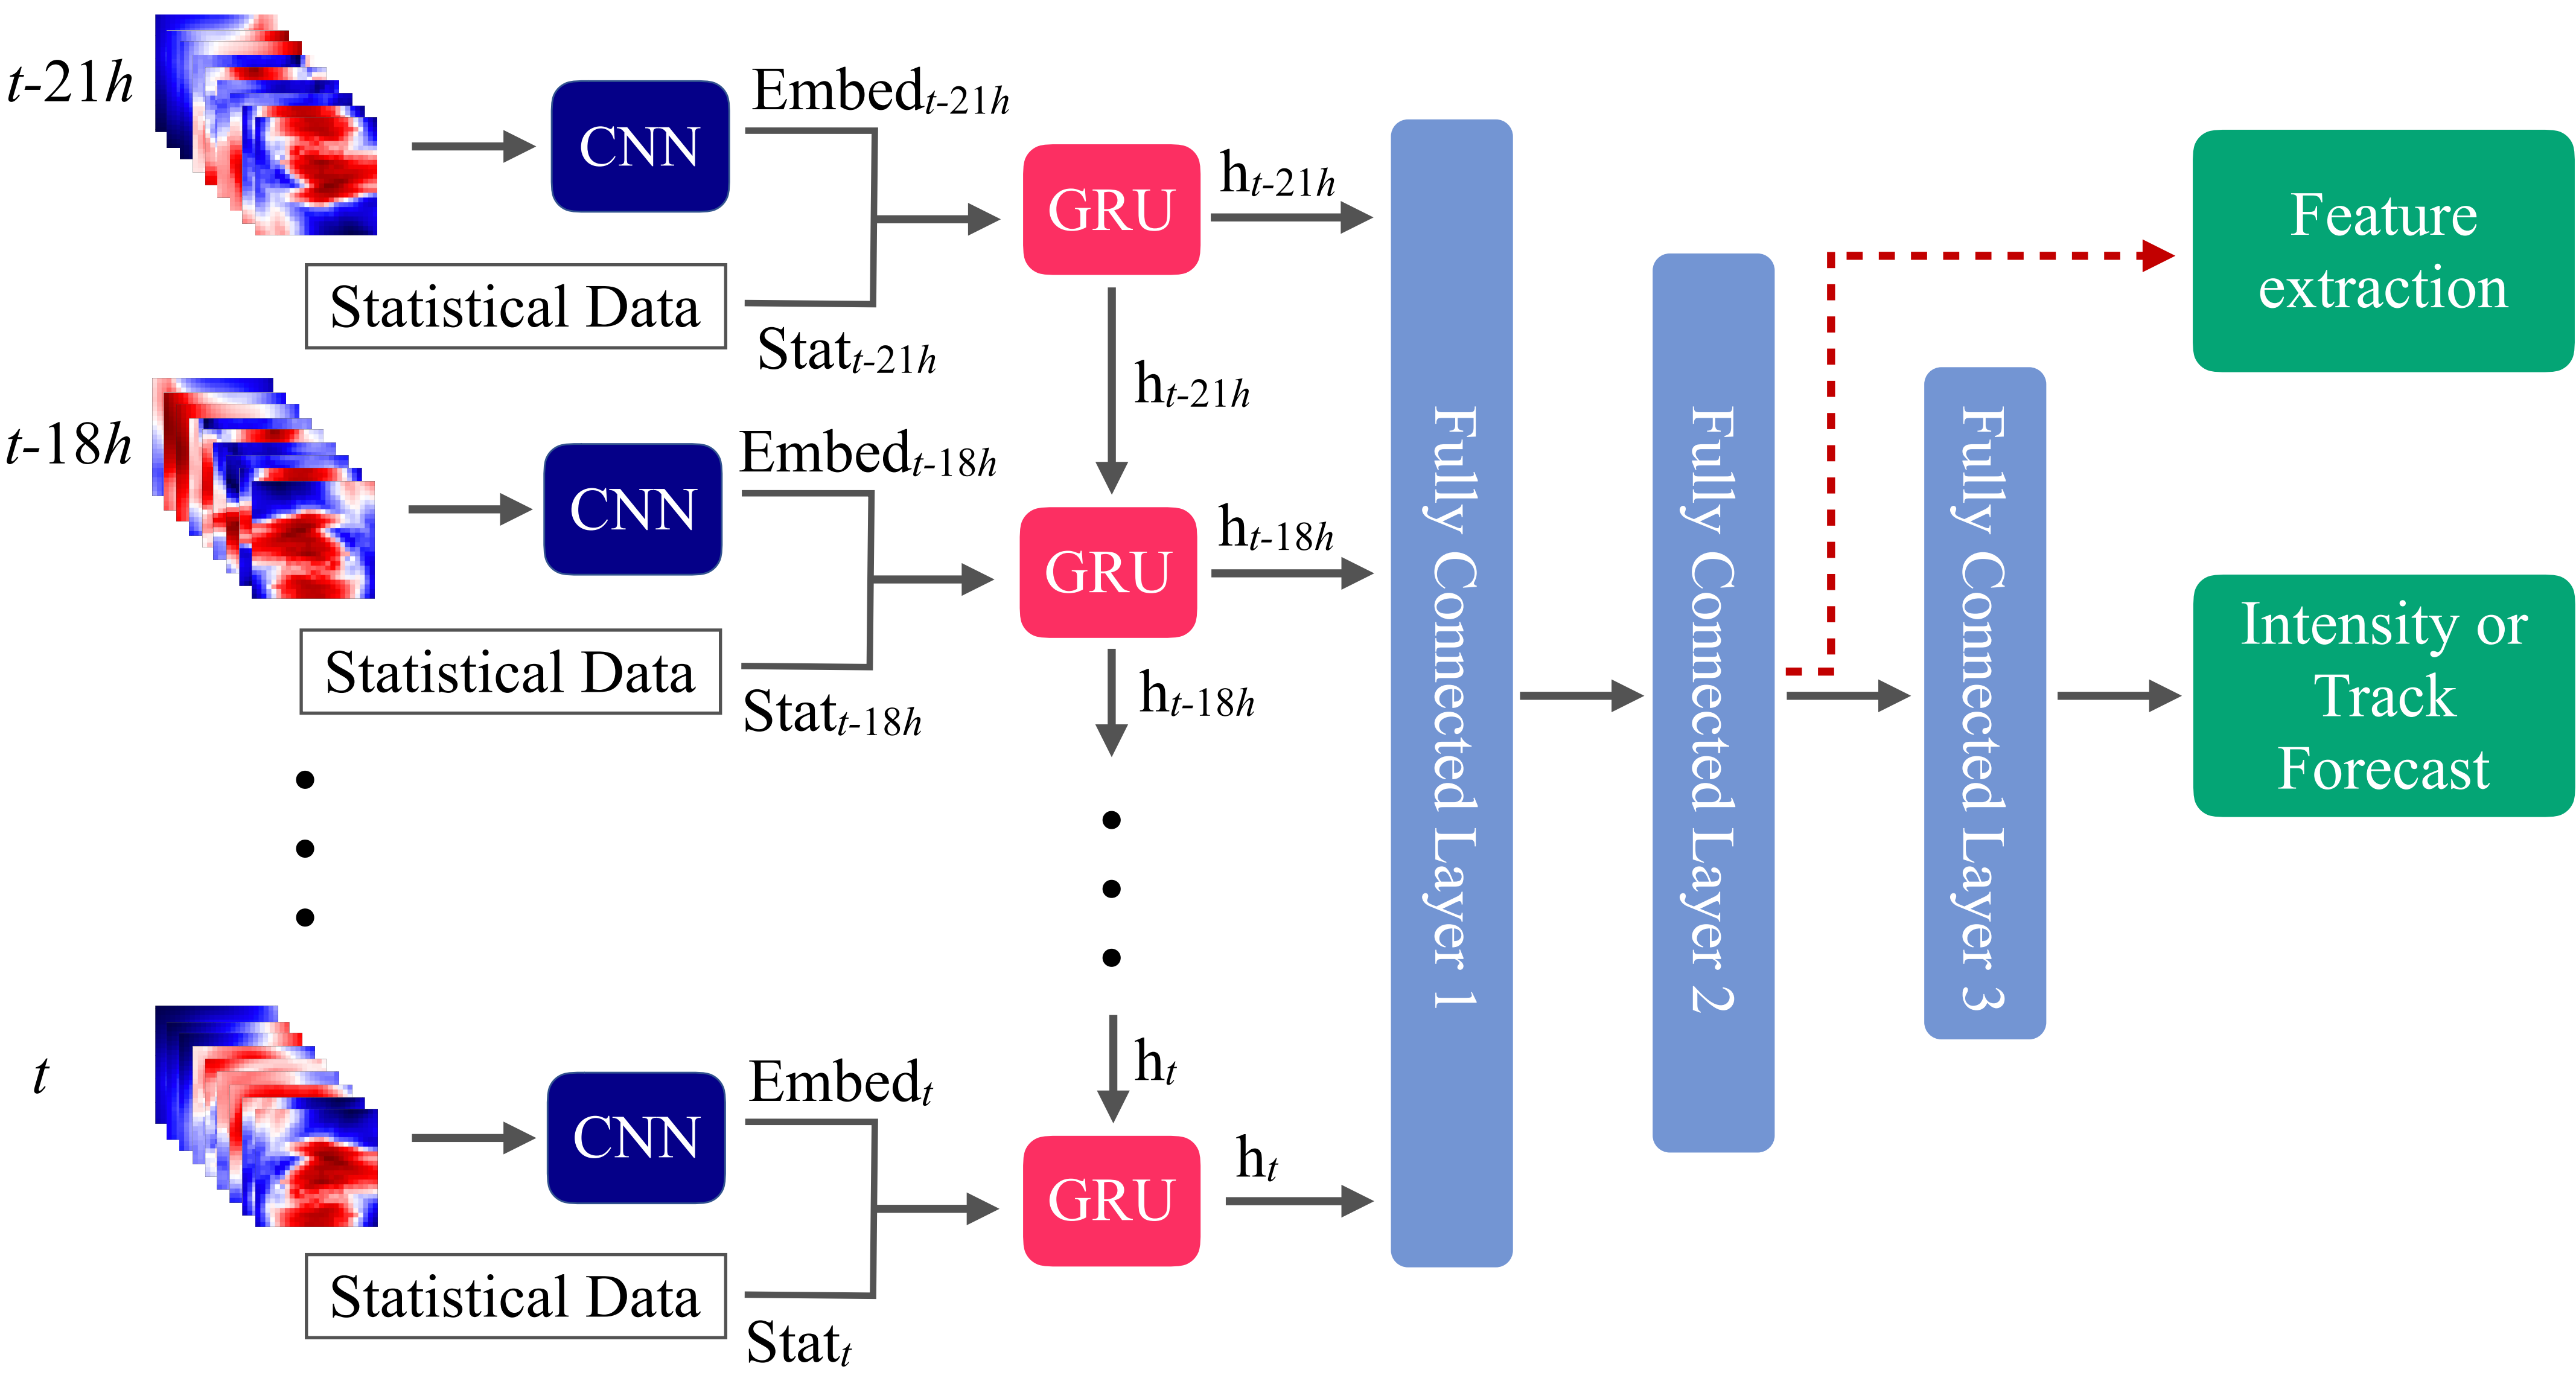 t-21h
CNN
Embedt-21h
Statistical Data
Statt-21h
GRU
ht-21h
ht-21h
t-18h
CNN
Embedt-18h
Statistical Data
Statt-18h
GRU
ht-18h
ht-18h
t
CNN
Embedt
Statistical Data
Statt
ht
GRU
ht
Fully Connected Layer 1
Fully Connected Layer 2
Fully Connected Layer 3
Feature
extraction
Intensity or
Track
Forecast